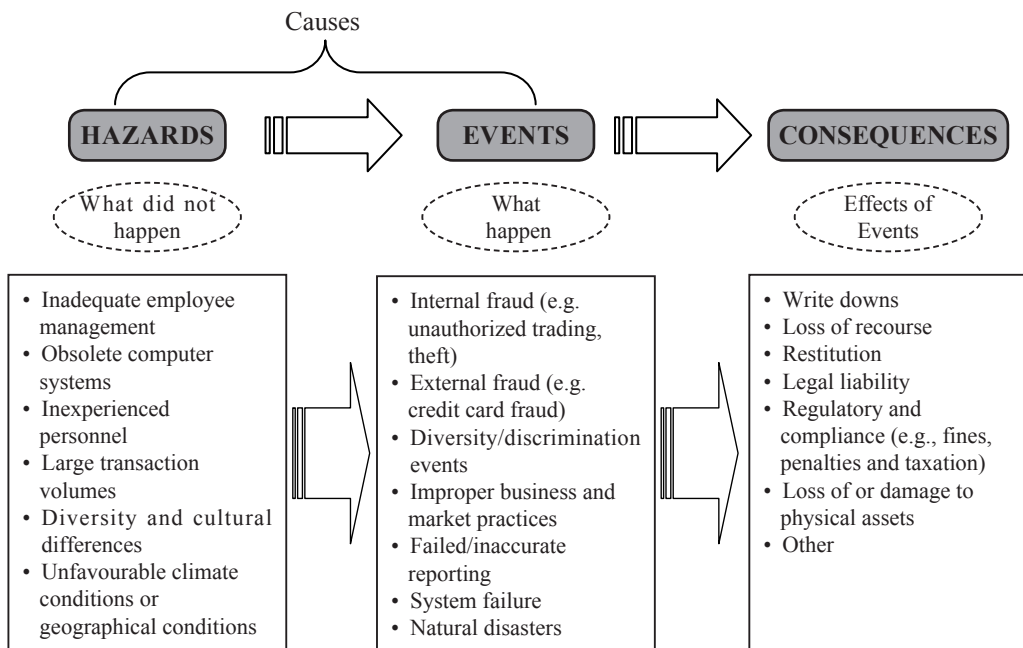 Causes
HAZARDS
EVENTS
CONSEQUENCES
What did not
happen
What
happen
Effects of
Events
• Inadequate employee
management
• Obsolete computer
systems
• Inexperienced
personnel
• Large transaction
volumes
• Diversity and cultural
differences
• Unfavourable climate
conditions or
geographical conditions
• Internal fraud (e.g.
unauthorized trading,
theft)
• External fraud (e.g.
credit card fraud)
• Diversity/discrimination
events
• Improper business and
market practices
• Failed/inaccurate
reporting
• System failure
• Natural disasters
• Write downs
• Loss of recourse
• Restitution
• Legal liability
• Regulatory and
compliance (e.g., fines,
penalties and taxation)
• Loss of or damage to
physical assets
• Other